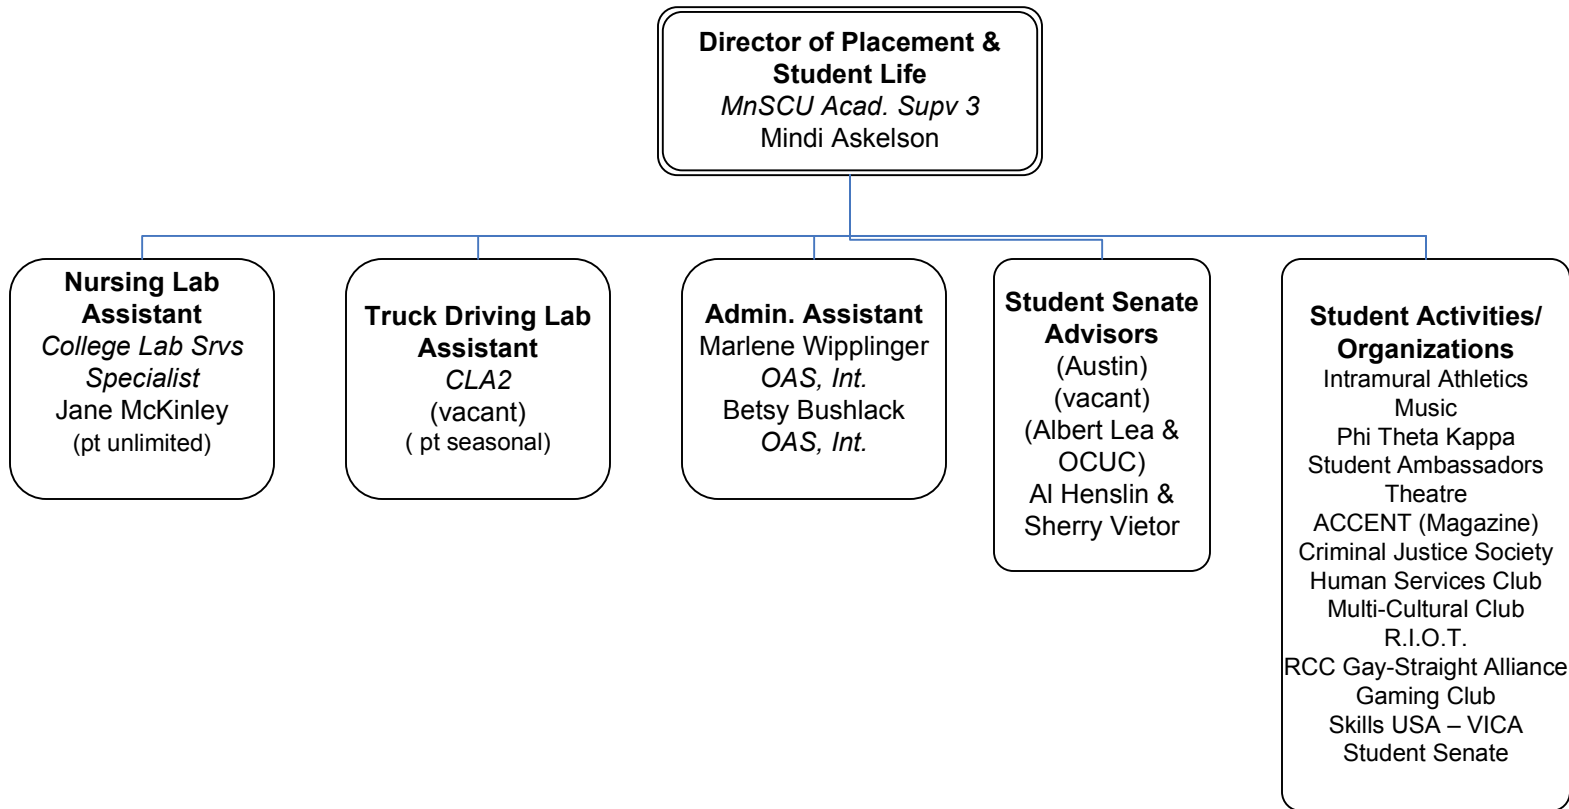 Director of Placement &
Student Life
MnSCU Acad. Supv 3
Mindi Askelson
Nursing Lab
Assistant
College Lab Srvs
Specialist
Jane McKinley
(pt unlimited)
Truck Driving Lab
Assistant
CLA2
(vacant)
( pt seasonal)
Admin. Assistant
Marlene Wipplinger
OAS, Int.
Betsy Bushlack
OAS, Int.
Student Senate
Advisors
(Austin)
(vacant)
(Albert Lea &
OCUC)
Al Henslin &
Sherry Vietor
Student Activities/
Organizations
Intramural Athletics
Music
Phi Theta Kappa
Student Ambassadors
Theatre
ACCENT (Magazine)
Criminal Justice Society
Human Services Club
Multi-Cultural Club
R.I.O.T.
RCC Gay-Straight Alliance
Gaming Club
Skills USA – VICA
Student Senate